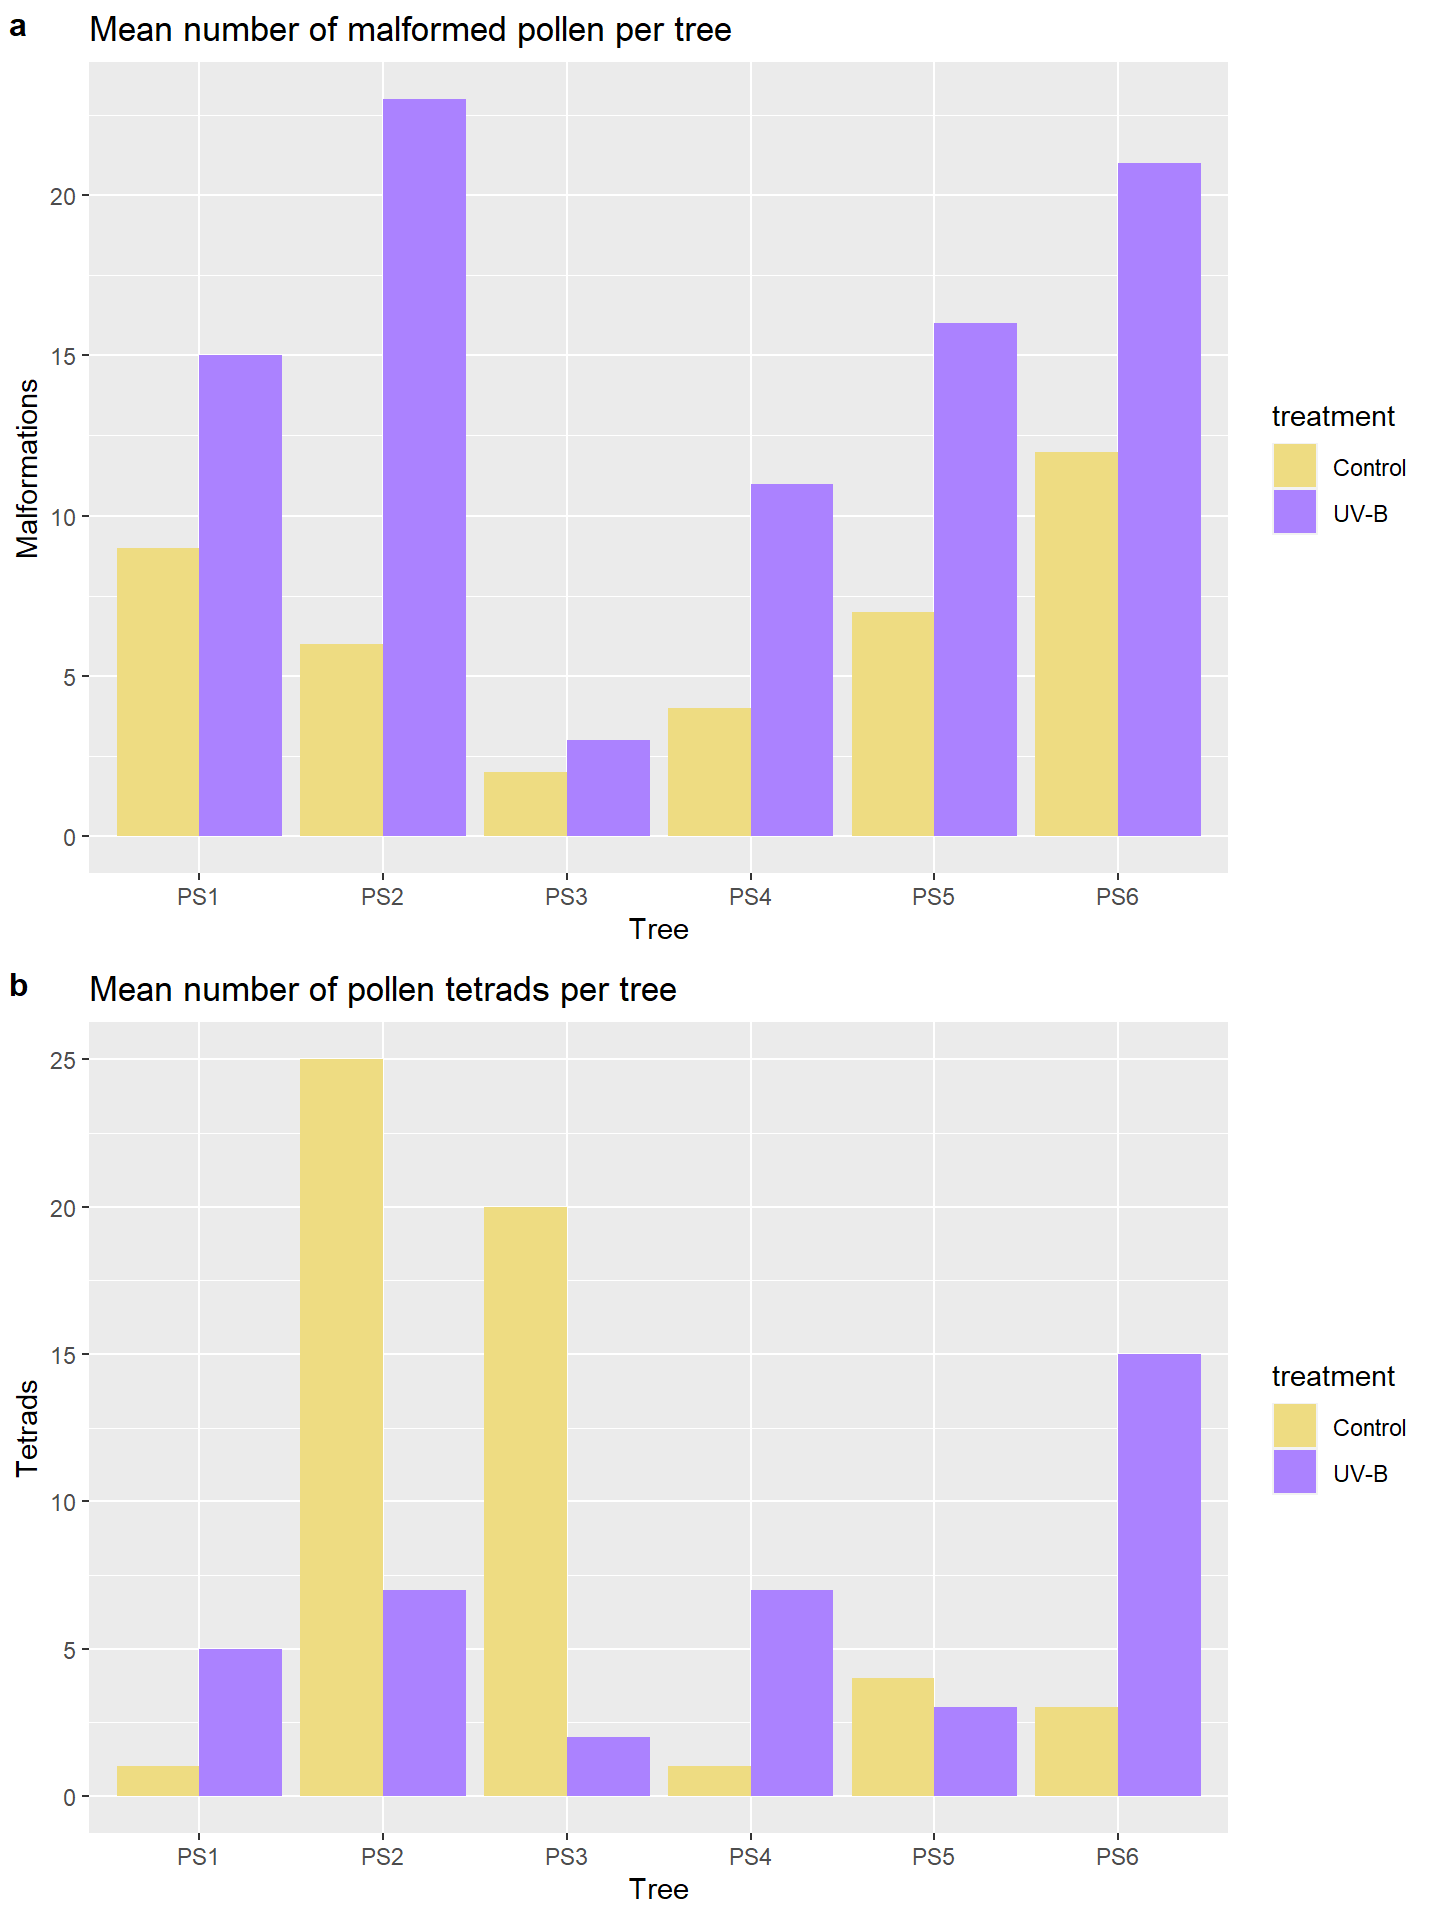 a
Mean number of malformed pollen per tree
20
15
10
5
0
Malformations
PS1 PS2 PS3 PS4 PS5 PS6
Tree
treatment
Control
UV-B
b
Mean number of pollen tetrads per tree
25
20
15
10
5
0
Tetrads
PS1 PS2 PS3 PS4 PS5 PS6
Tree
treatment
Control
UV-B